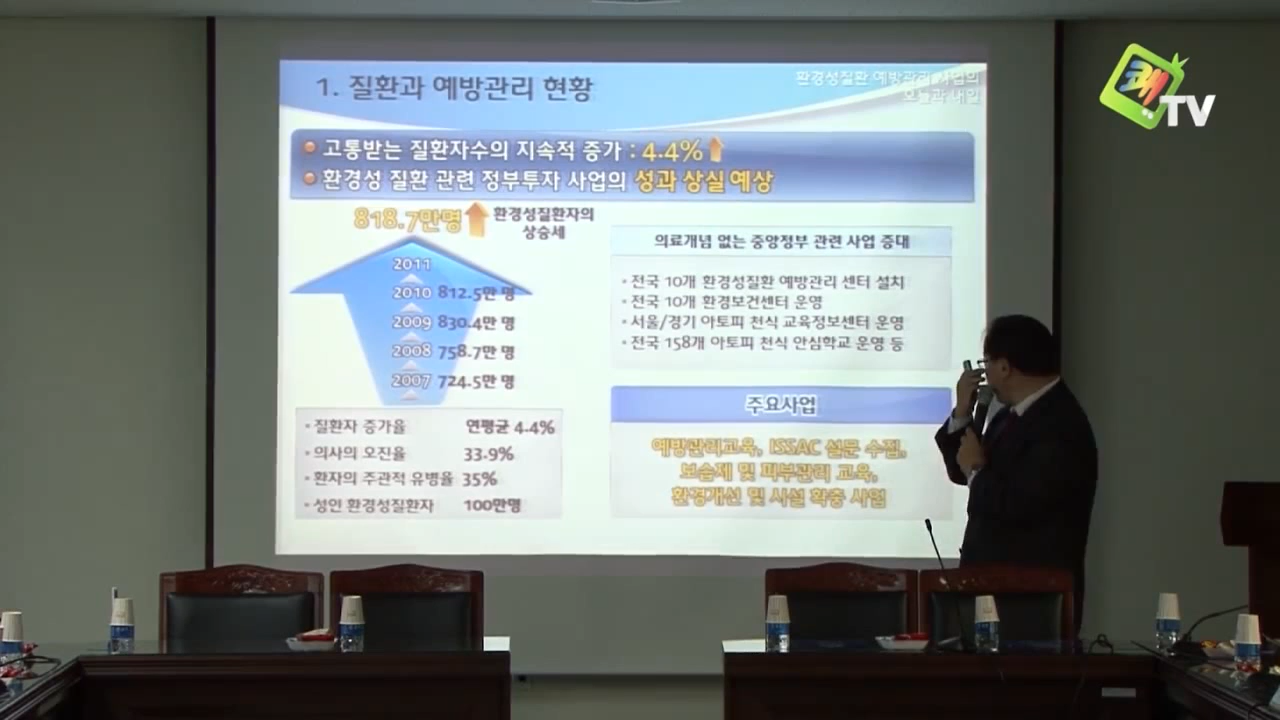 쾌
TV
1. 질환과 예방관리 현황
환경성질환 예방관리 사업의
오늘과 내일
고통받는 질환자수의 지속적 증가 : 4.4%
환경성 질환 관련 정부투자 사업의 성과 상실 예상
818.7만명
환경성질환자의
상승세
2011
2010 812.5만 명
2009 830.4만 명
2008 758.7만 명
2007 724.5만 명
• 질환자 증가율 연평균 4.4%
• 의사의 오진율 33.9%
• 환자의 주관적 유병율 35%
• 성인 환경성질환자 100만명
의료개념 없는 중앙정부 관련 사업 증대
• 전국 10개 환경성질환 예방관리 센터 설치
• 전국 10개 환경보건센터 운영
• 서울/경기 아토피 천식 교육정보센터 운영
• 전국 158개 아토피 천식 안심학교 운영 등
주요사업
예방관리교육, ISSAC 설문 수집,
보습제 및 피부관리 교육,
환경개선 및 시설 확충 사업